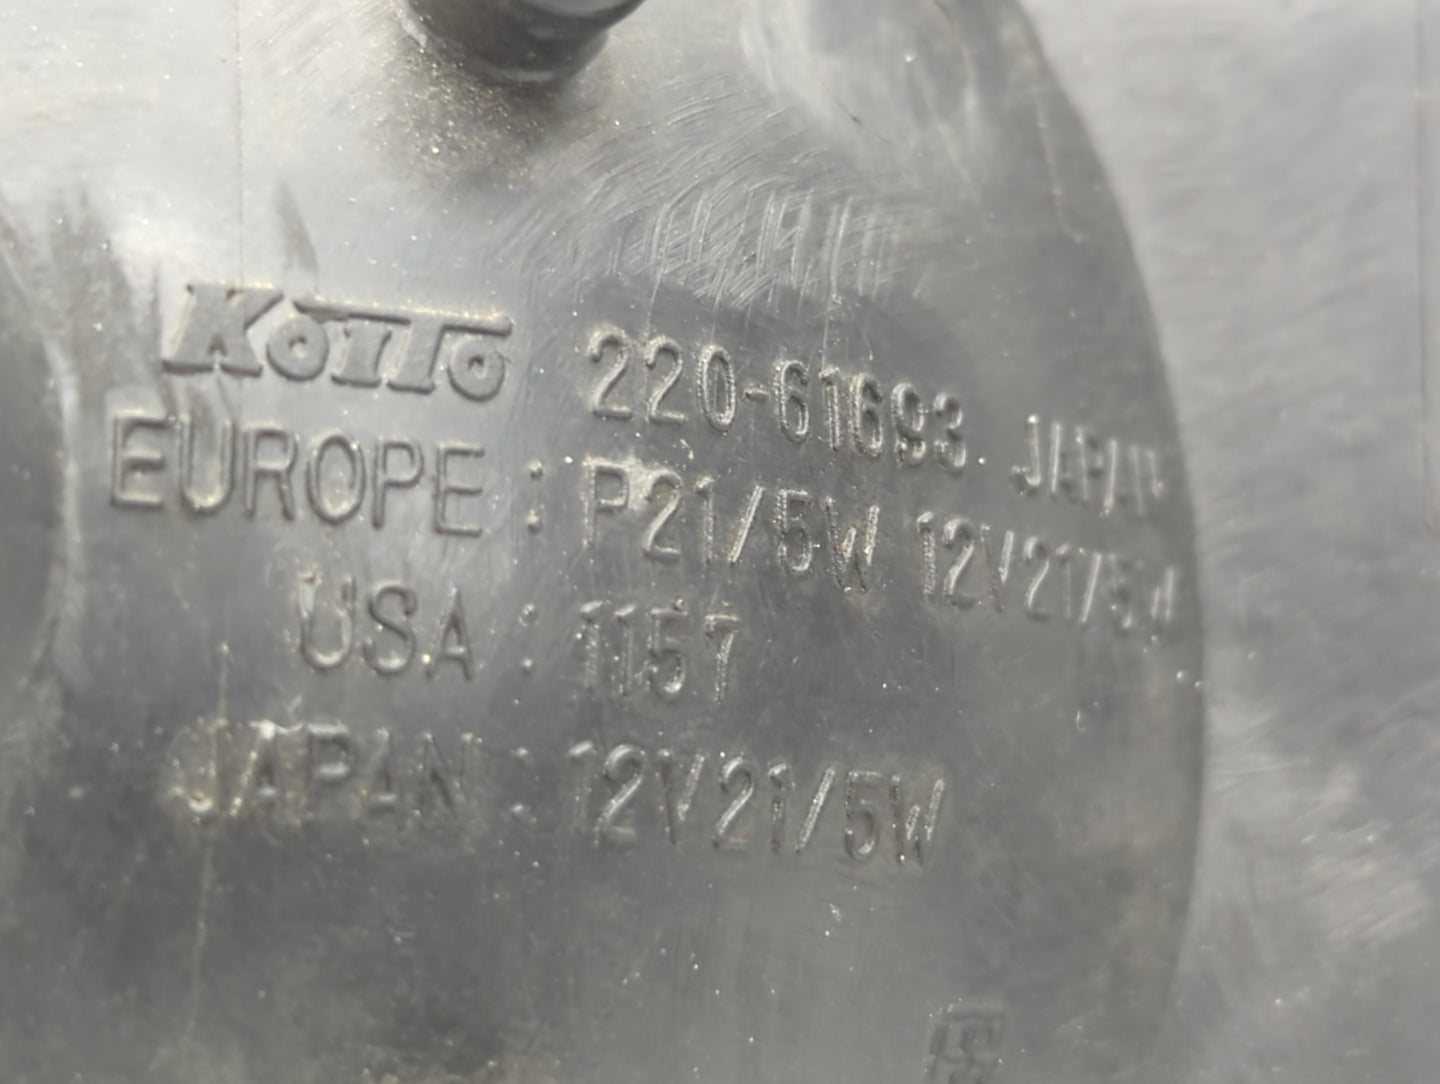 KOITO 220-61693 JAPAN
EUROPE : P21/5W 12V21/5W
USA : 1157
JAPAN : 12V21/5W